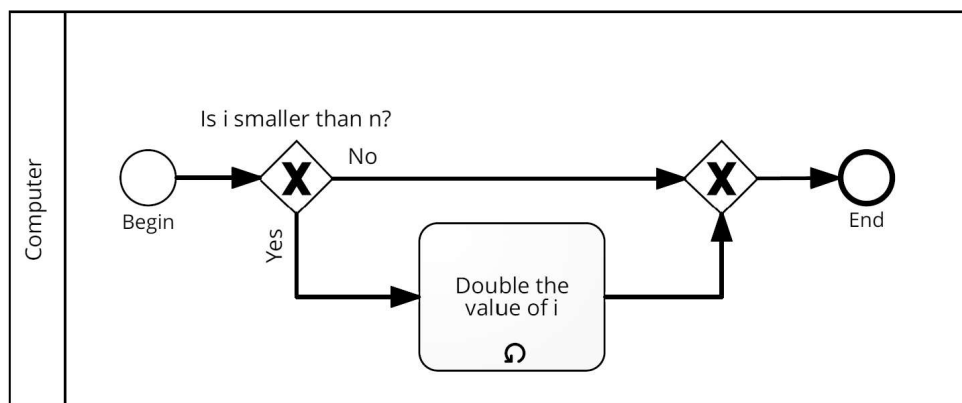 Computer
Is i smaller than n?
No
Begin
Yes
Double the
value of i
End